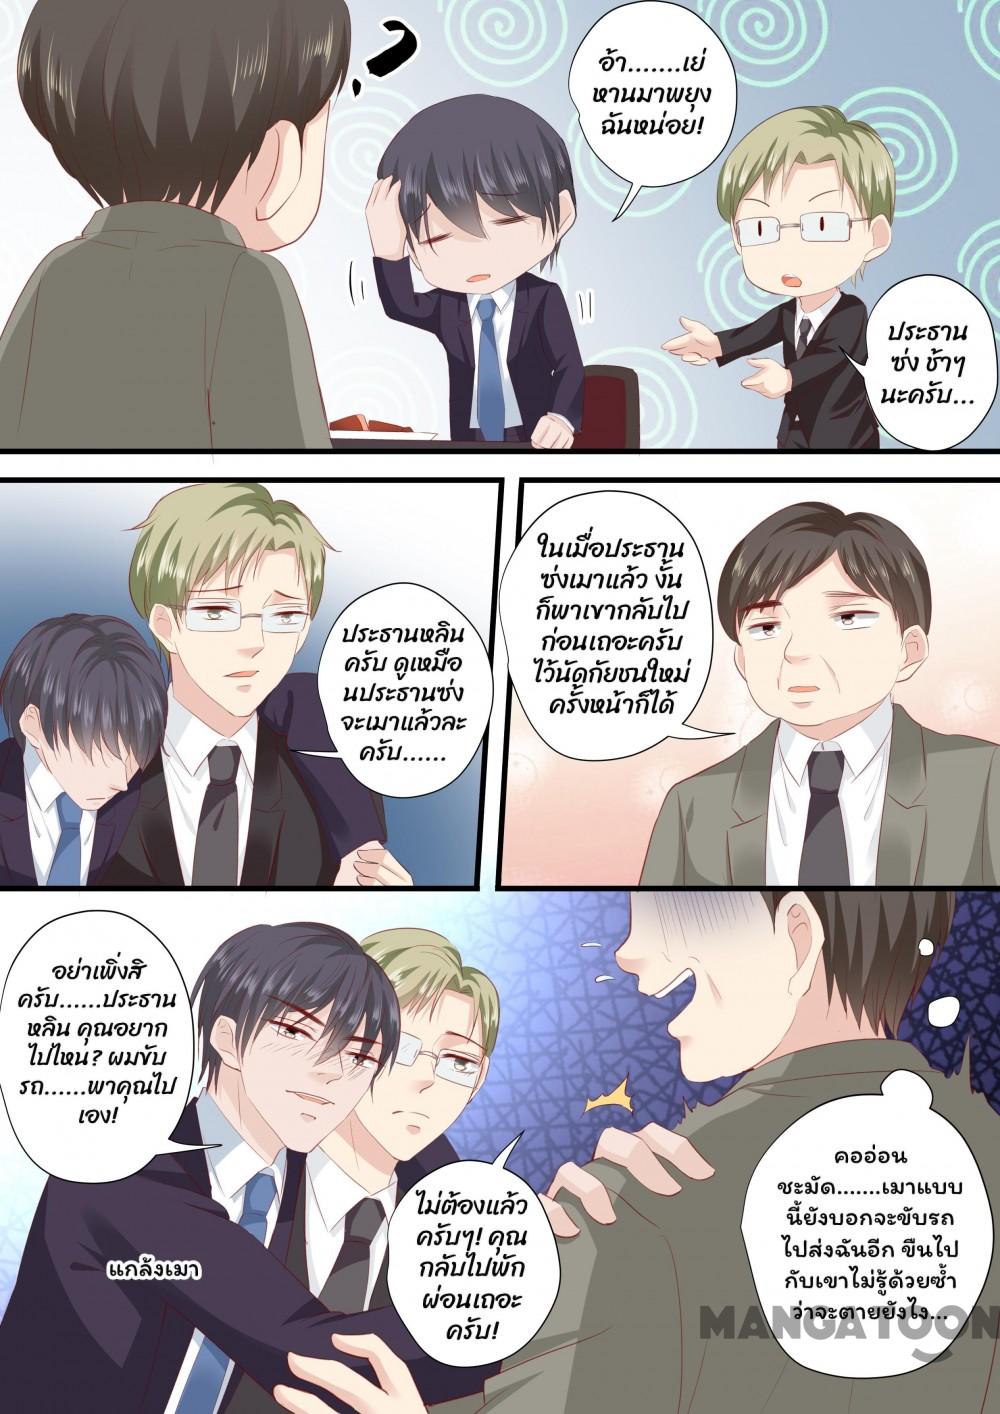 อ้า.......เย่
หานมาพยุง
ฉันหน่อย!
ประธาน
ซ่ง ช้าๆ
นะครับ...
ประธานหลิน
ครับ ดูเหมือ
นประธานซ่ง
จะเมาแล้วละ
ครับ......
ในเมื่อประธาน
ซ่งเมาแล้ว งั้น
ก็พาเขากลับไป
ก่อนเถอะครับ
ไว้นัดกัยชนใหม่
ครั้งหน้าก็ได้
อย่าเพิ่งสิ
ครับ......ประธาน
หลิน คุณอยาก
ไปไหน? ผมขับ
รถ......พาคุณไป
เอง!
แกล้งเมา
ไม่ต้องแล้ว
ครับๆ! คุณ
กลับไปพัก
ผ่อนเถอะ
ครับ!
คออ่อน
ชะมัด.......เมาแบบ
นี้ยังบอกจะขับรถ
ไปส่งฉันอีก ขืนไป
กับเขาไม่รู้ด้วยซ้ำ
ว่าจะตายยังไง...
MANGATOON